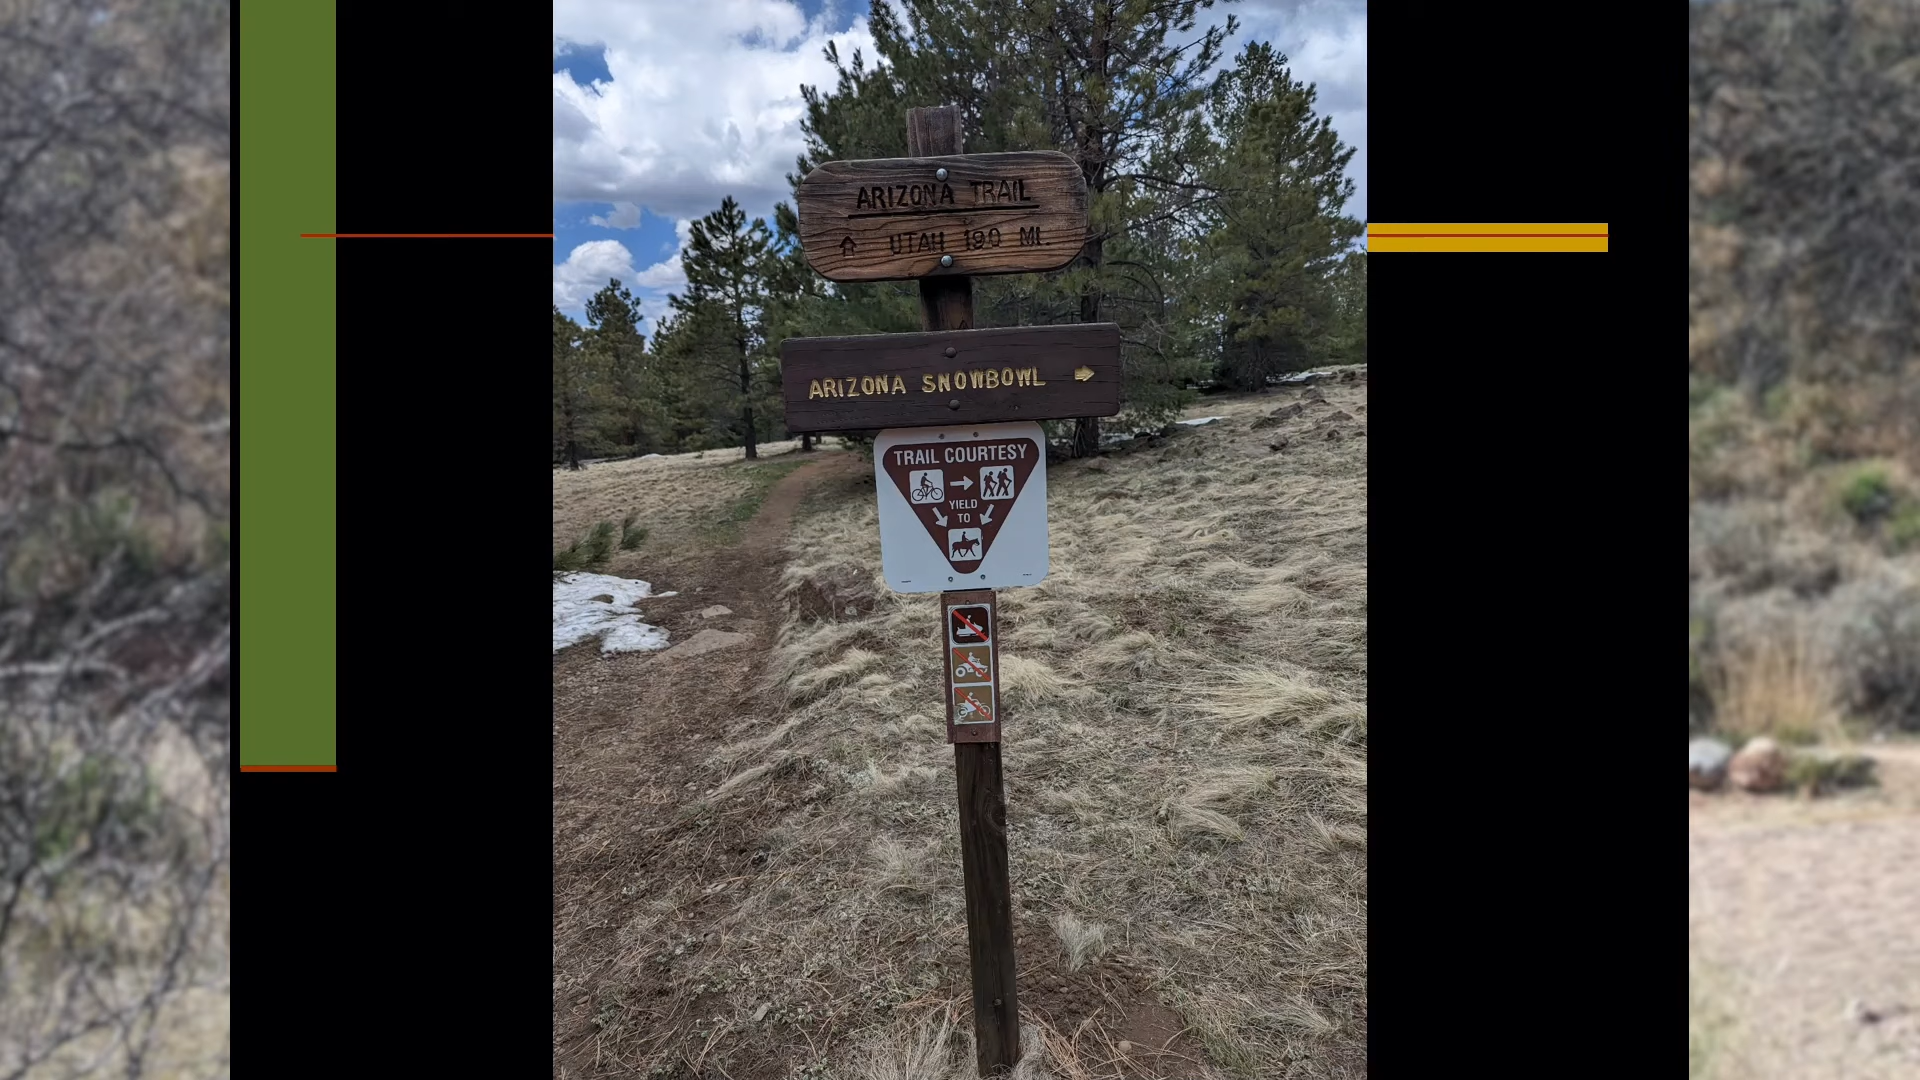 ARIZONA TRAIL
UTAH 190 MI.
ARIZONA SNOWBOWL
TRAIL COURTESY
YIELD
TO